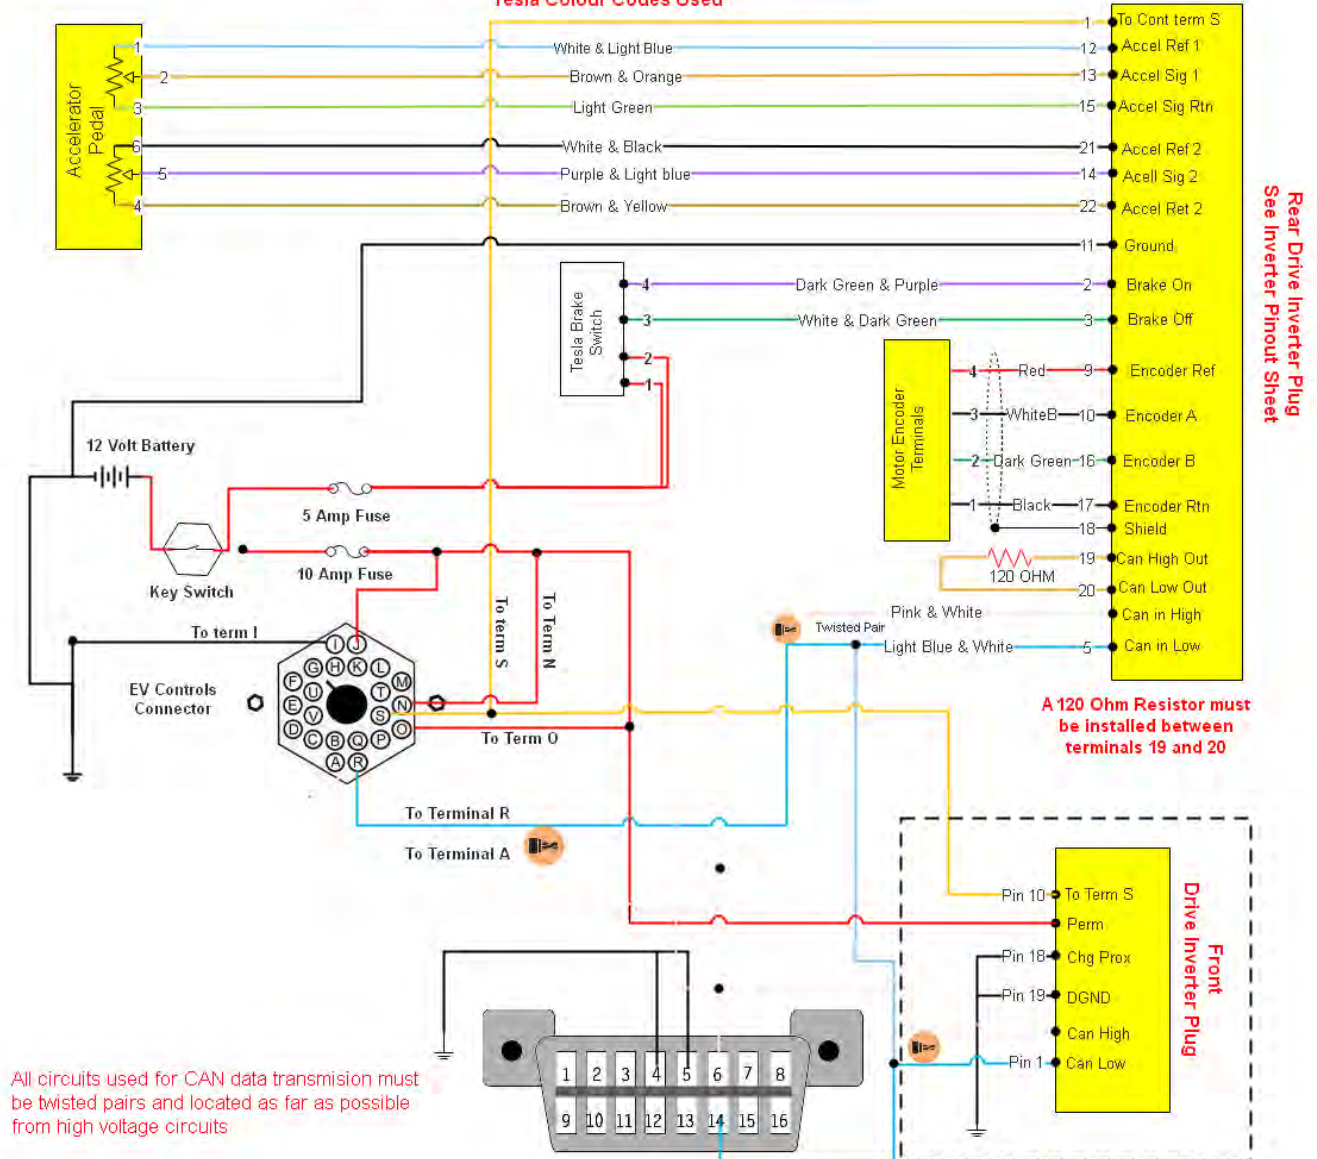 Tesla Colour Codes Used
Accelerator
Pedal
1
2
3
6
5
4
White & Light Blue
Brown & Orange
Light Green
White & Black
Purple & Light blue
Brown & Yellow
1 To Cont term S
12 Accel Ref 1
13 Accel Sig 1
15 Accel Sig Rtn
21 Accel Ref 2
14 Acell Sig 2
22 Accel Ret 2
11 Ground
2 Brake On
3 Brake Off
9 Encoder Ref
10 Encoder A
16 Encoder B
17 Encoder Rtn
18 Shield
19 Can High Out
20 Can Low Out
Can in High
5 Can in Low
Rear Drive Inverter Plug
See Inverter Pinout Sheet
Tesla Brake
Switch
4
3
2
1
Dark Green & Purple
White & Dark Green
Motor Encoder
Terminals
4 Red
3 WhiteB
2 Dark Green
1 Black
120 OHM
Pink & White
Twisted Pair
Light Blue & White
A 120 Ohm Resistor must
be installed between
terminals 19 and 20
12 Volt Battery
5 Amp Fuse
10 Amp Fuse
Key Switch
To term I
To term S
To Term N
EV Controls
Connector
I J
G H K L
F M
U T
E N
V S
D O
C B Q P
A R
To Term O
To Terminal R
To Terminal A
Pin 10 To Term S
Perm
Pin 18 Chg Prox
Pin 19 DGND
Can High
Pin 1 Can Low
Front
Drive Inverter Plug
1 2 3 4 5 6 7 8
9 10 11 12 13 14 15 16
All circuits used for CAN data transmision must
be twisted pairs and located as far as possible
from high voltage circuits